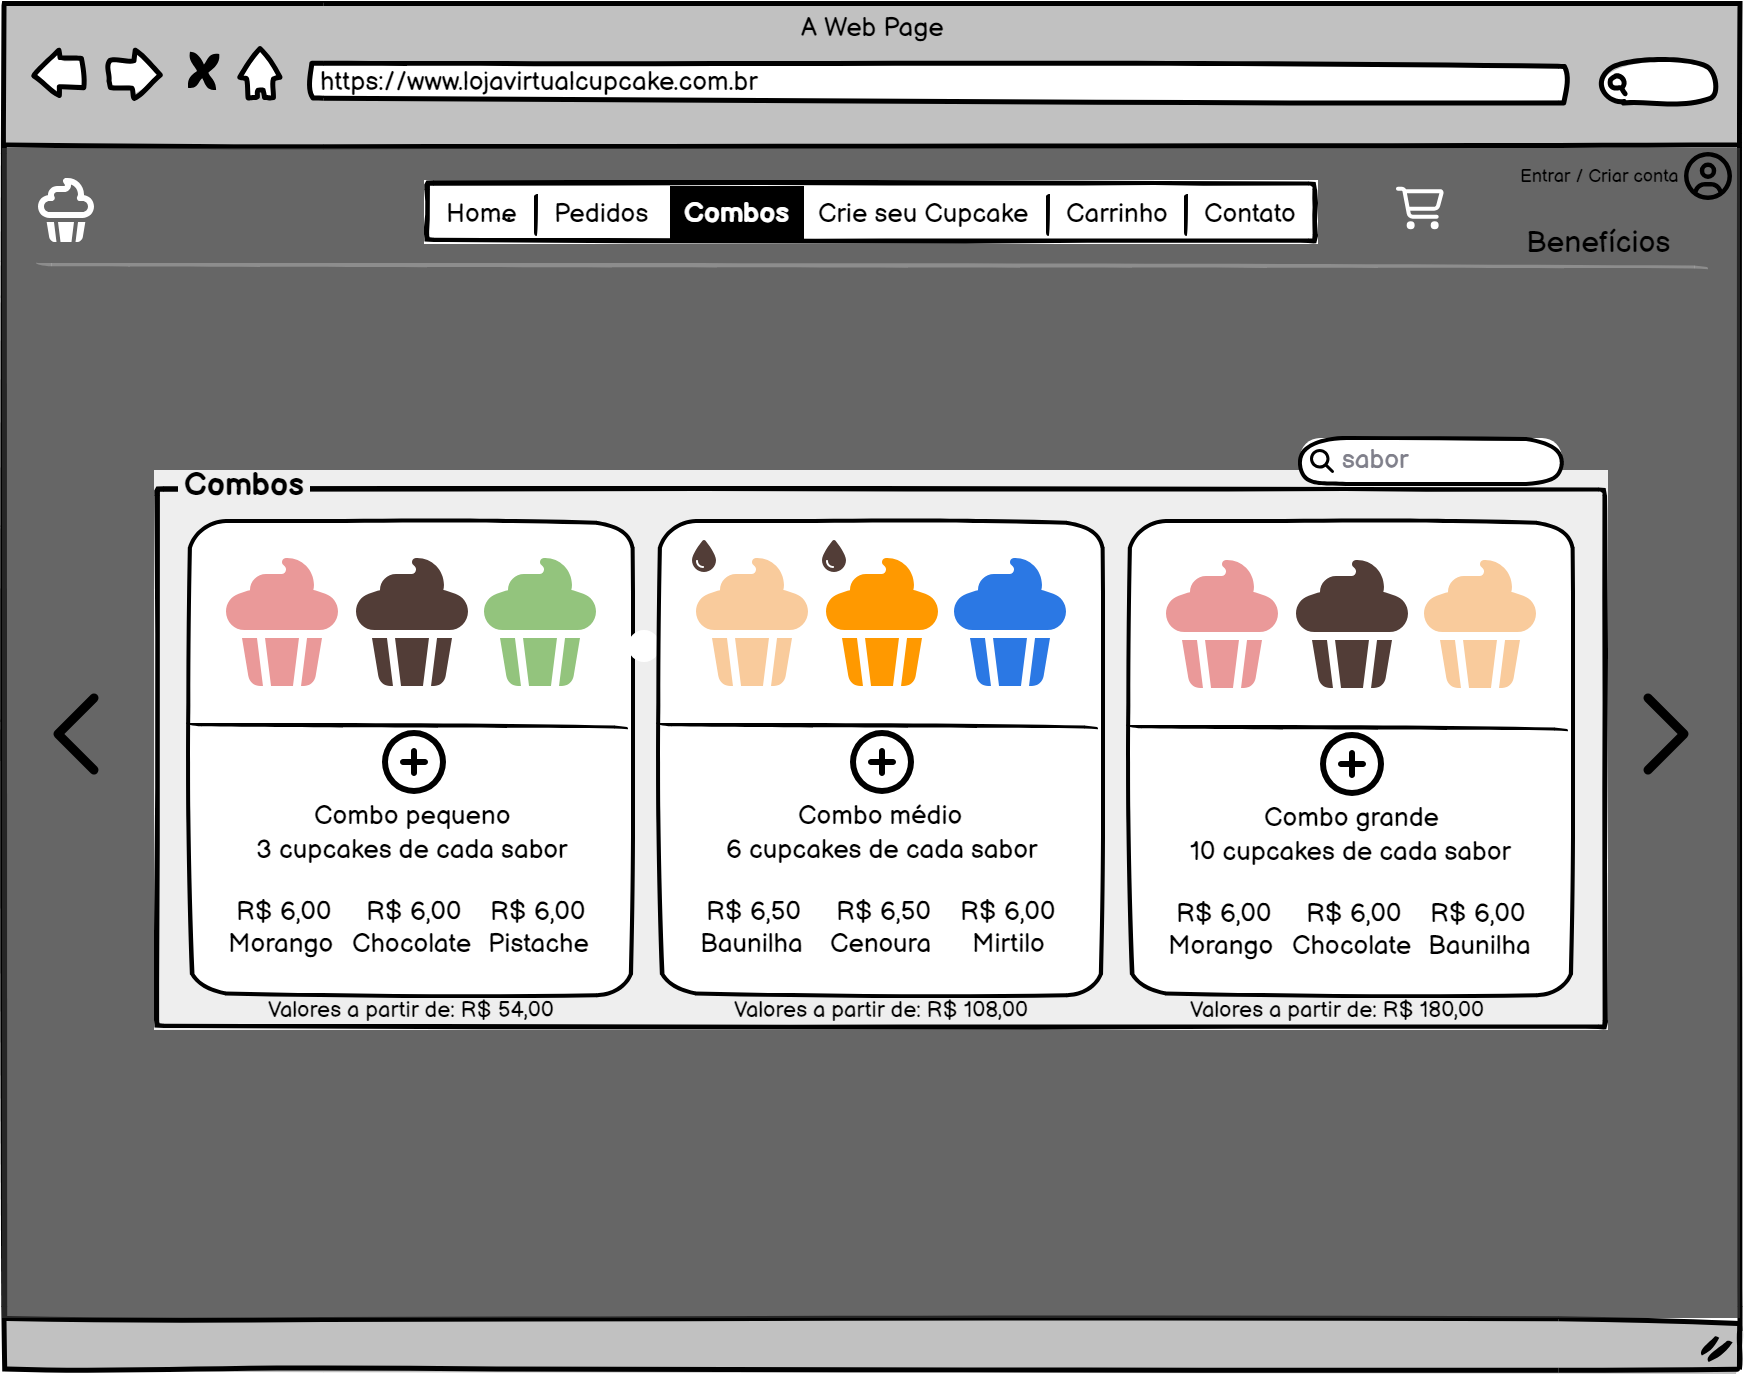 A Web Page
https://www.lojavirtualcupcake.com.br
Entrar / Criar conta
Home Pedidos Combos Crie seu Cupcake Carrinho Contato
Benefícios
sabor
Combos
Combo pequeno
3 cupcakes de cada sabor
R$ 6,00 R$ 6,00 R$ 6,00
Morango Chocolate Pistache
Valores a partir de: R$ 54,00
Combo médio
6 cupcakes de cada sabor
R$ 6,50 R$ 6,50 R$ 6,00
Baunilha Cenoura Mirtilo
Valores a partir de: R$ 108,00
Combo grande
10 cupcakes de cada sabor
R$ 6,00 R$ 6,00 R$ 6,00
Morango Chocolate Baunilha
Valores a partir de: R$ 180,00